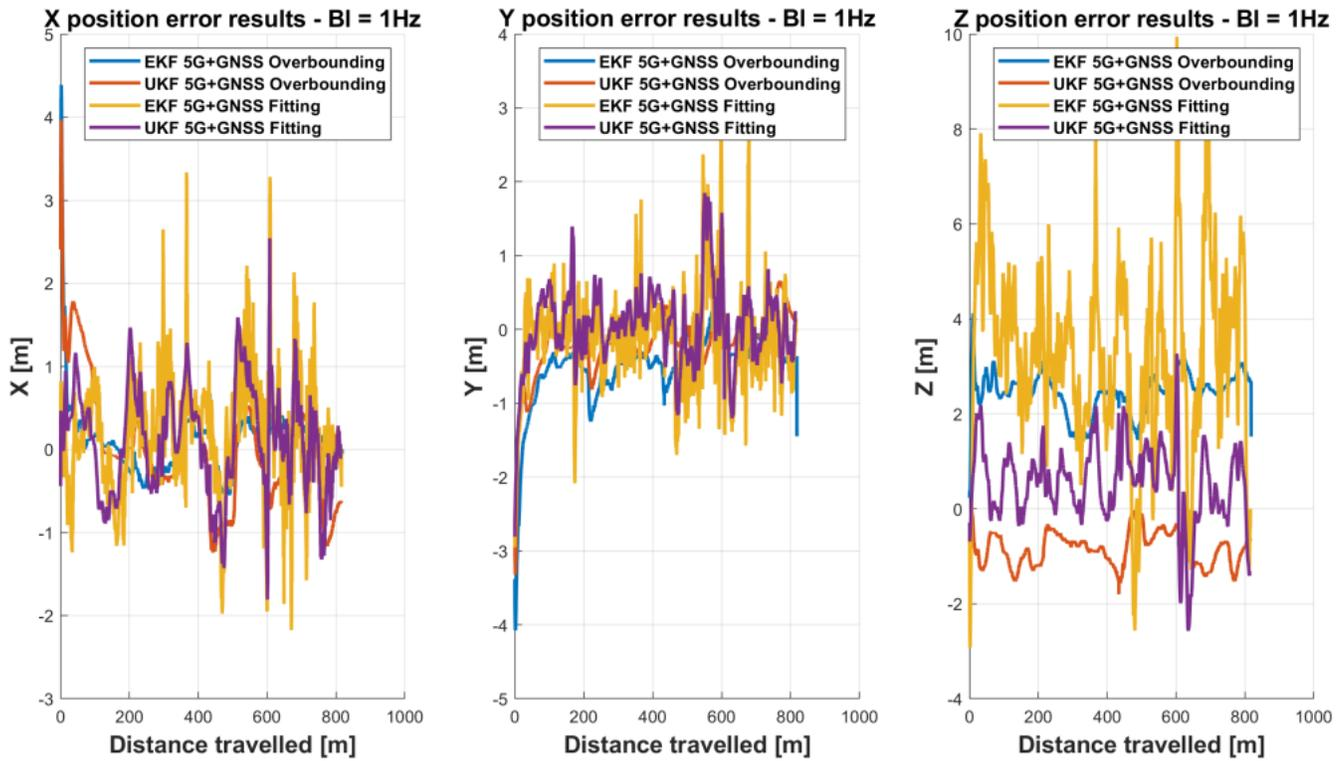 X position error results - Bl = 1Hz
5
4
3
2
1
0
-1
-2
-3
X [m]
0 200 400 600 800 1000
Distance travelled [m]
EKF 5G+GNSS Overbounding
UKF 5G+GNSS Overbounding
EKF 5G+GNSS Fitting
UKF 5G+GNSS Fitting
Y position error results - Bl = 1Hz
4
3
2
1
0
-1
-2
-3
-4
-5
Y [m]
0 200 400 600 800 1000
Distance travelled [m]
EKF 5G+GNSS Overbounding
UKF 5G+GNSS Overbounding
EKF 5G+GNSS Fitting
UKF 5G+GNSS Fitting
Z position error results - Bl = 1Hz
10
8
6
4
2
0
-2
-4
Z [m]
0 200 400 600 800 1000
Distance travelled [m]
EKF 5G+GNSS Overbounding
UKF 5G+GNSS Overbounding
EKF 5G+GNSS Fitting
UKF 5G+GNSS Fitting